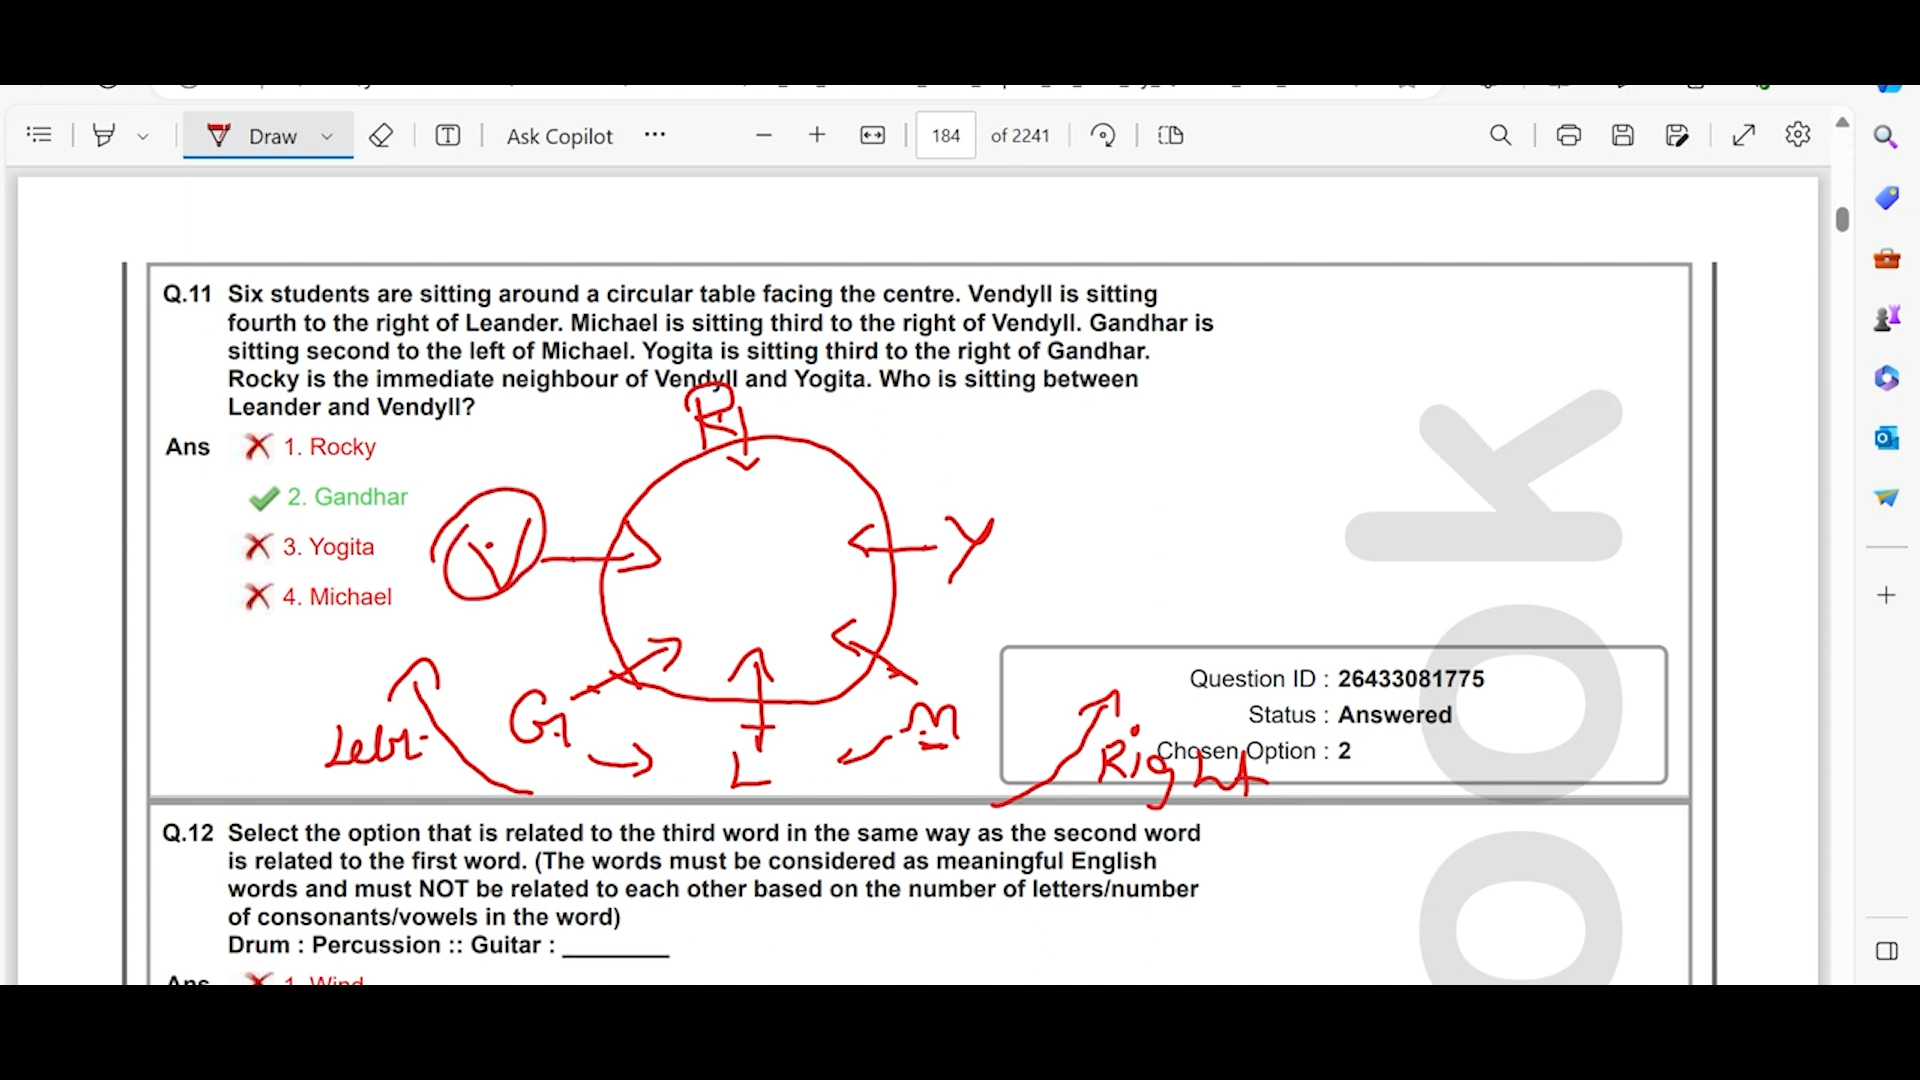 Draw
Ask Copilot
184 of 2241
Q.11 Six students are sitting around a circular table facing the centre. Vendyll is sitting
fourth to the right of Leander. Michael is sitting third to the right of Vendyll. Gandhar is
sitting second to the left of Michael. Yogita is sitting third to the right of Gandhar.
Rocky is the immediate neighbour of Vendyll and Yogita. Who is sitting between
Leander and Vendyll?
R
Ans 1. Rocky
2. Gandhar
V
Y
3. Yogita
4. Michael
Question ID : 26433081775
Status : Answered
Chosen Option : 2
G
M
L
Right
ook
Q.12 Select the option that is related to the third word in the same way as the second word
is related to the first word. (The words must be considered as meaningful English
words and must NOT be related to each other based on the number of letters/number
of consonants/vowels in the word)
Drum : Percussion :: Guitar : ________
Ans 1. Wind